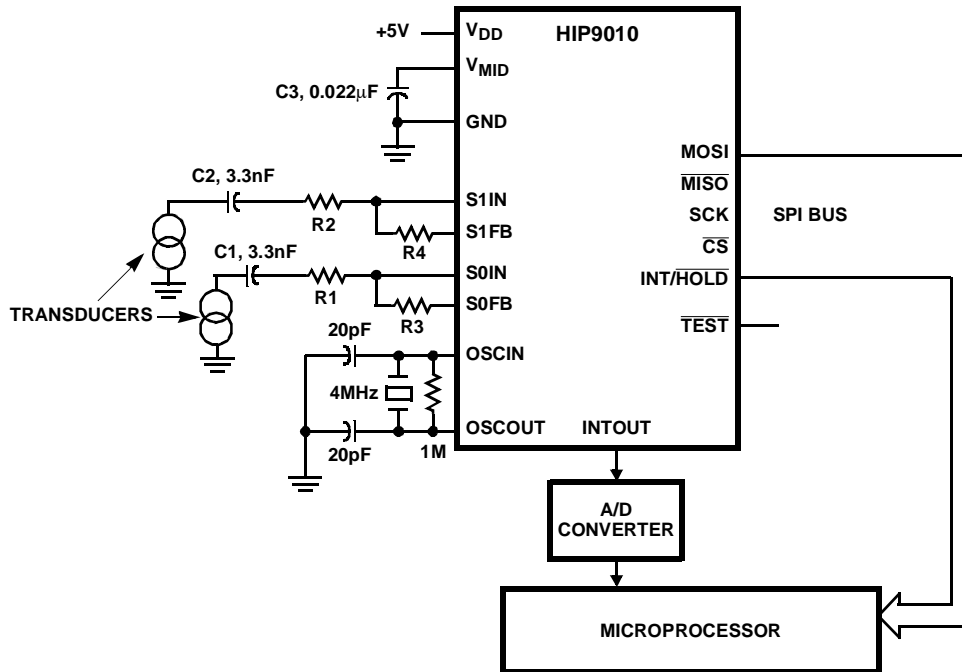 +5V
V_DD
HIP9010
V_MID
C3, 0.022μF
GND
MOSI
C2, 3.3nF
MISO
S1IN
SCK
SPI BUS
R2
S1FB
R4
CS
C1, 3.3nF
S0IN
INT/HOLD
R1
S0FB
R3
TRANSDUCERS
TEST
20pF
OSCIN
4MHz
OSCOUT
INTOUT
20pF
1M
A/D
CONVERTER
MICROPROCESSOR